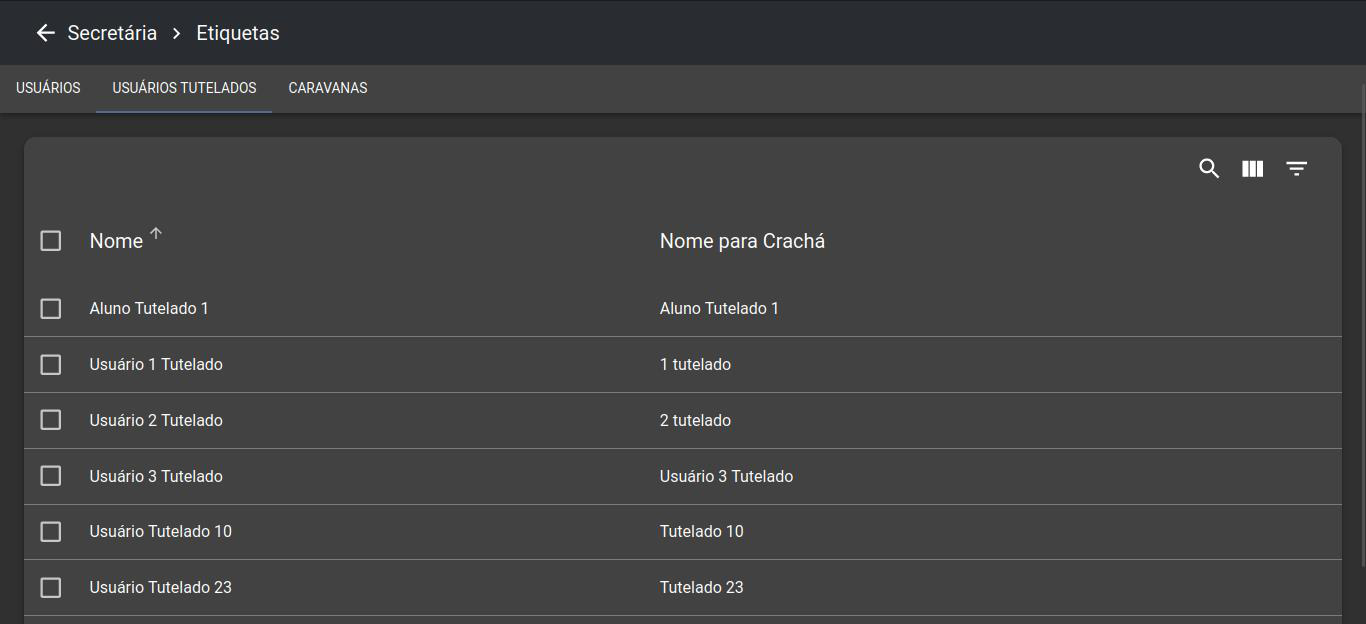 Secretária > Etiquetas
USUÁRIOS USUÁRIOS TUTELADOS CARAVANAS
Nome Nome para Crachá
Aluno Tutelado 1 Aluno Tutelado 1
Usuário 1 Tutelado 1 tutelado
Usuário 2 Tutelado 2 tutelado
Usuário 3 Tutelado Usuário 3 Tutelado
Usuário Tutelado 10 Tutelado 10
Usuário Tutelado 23 Tutelado 23